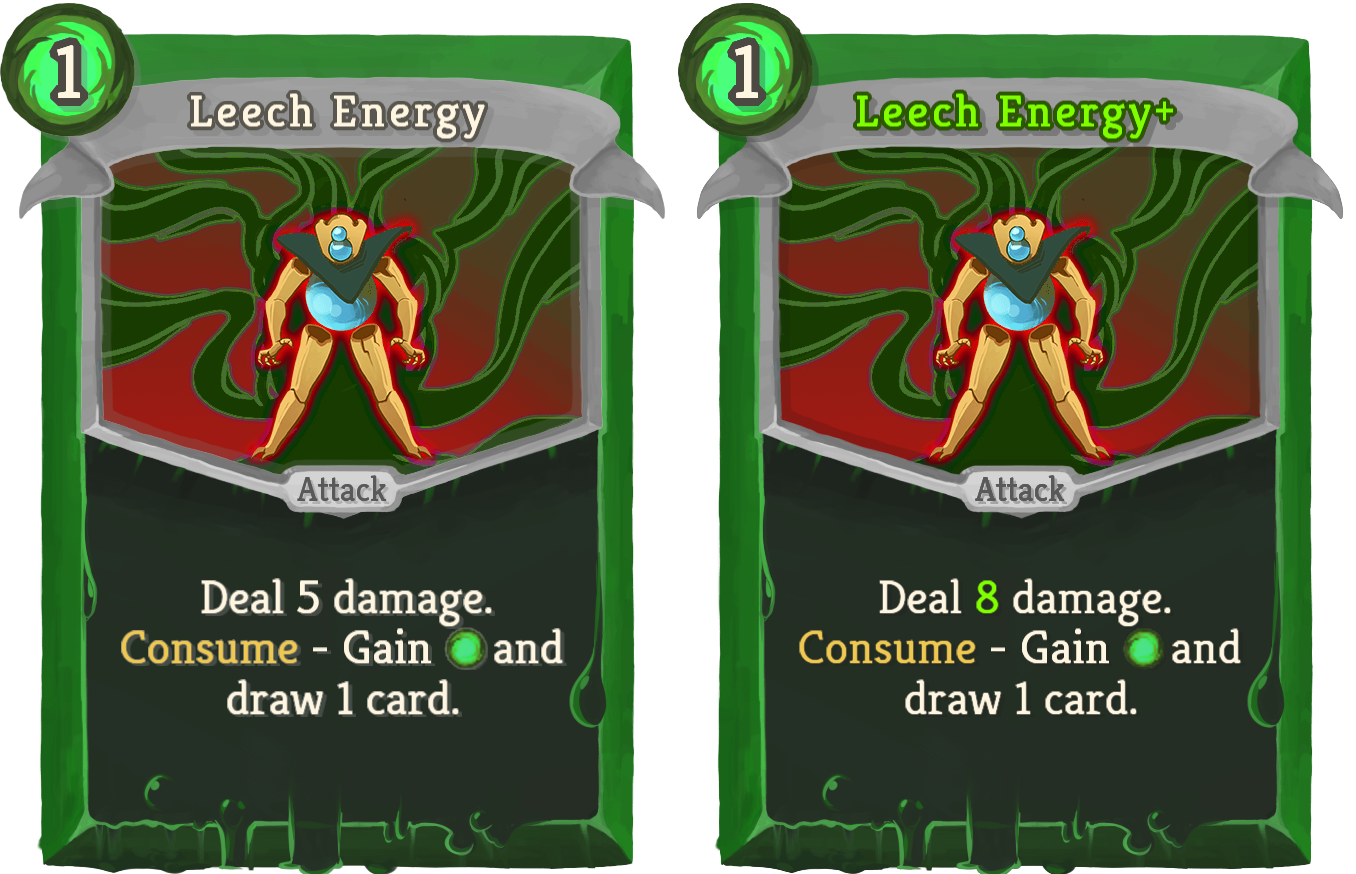 1
Leech Energy
Attack
Deal 5 damage.
Consume - Gain and
draw 1 card.
1
Leech Energy+
Attack
Deal 8 damage.
Consume - Gain and
draw 1 card.